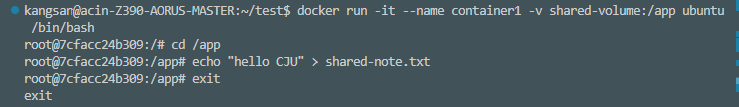 kangsan@acin-Z390-AORUS-MASTER:~/test$ docker run -it --name container1 -v shared-volume:/app ubuntu
/bin/bash
root@7cfacc24b309:/# cd /app
root@7cfacc24b309:/app# echo "hello CJU" > shared-note.txt
root@7cfacc24b309:/app# exit
exit